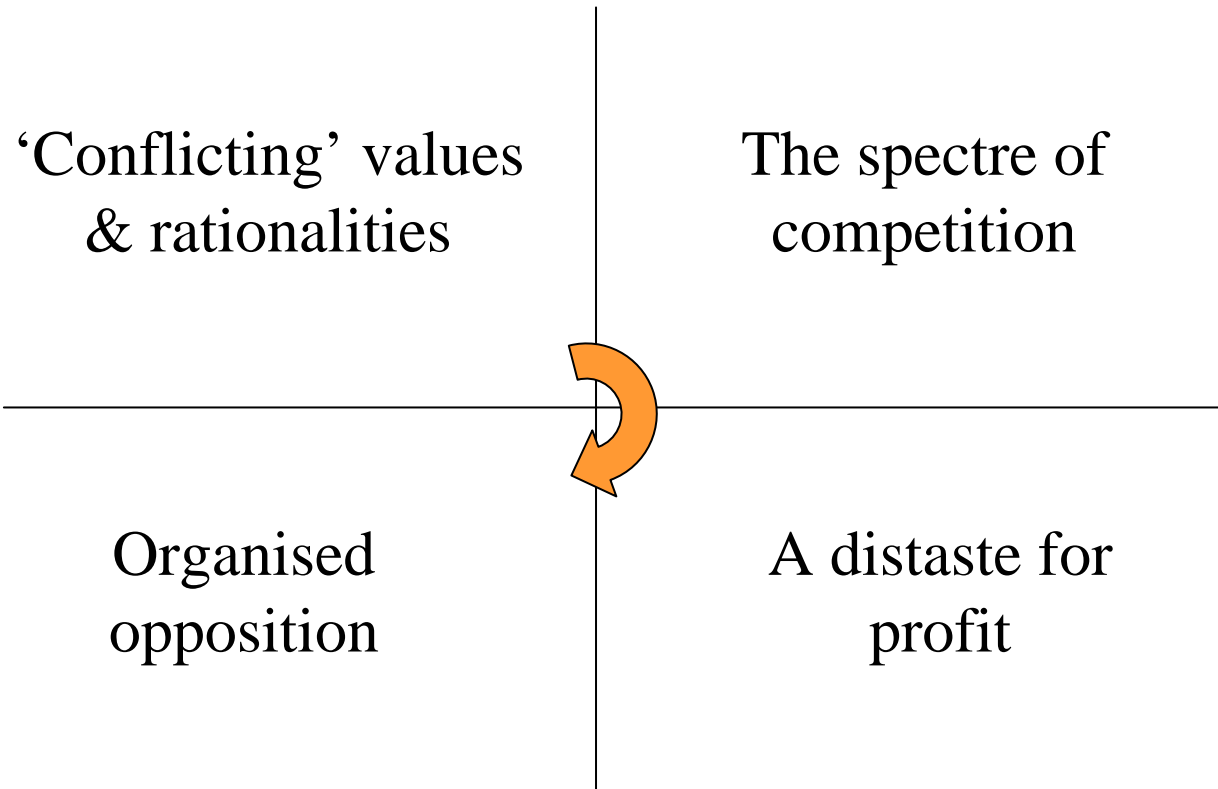 ‘Conflicting’ values
& rationalities
The spectre of
competition
Organised
opposition
A distaste for
profit